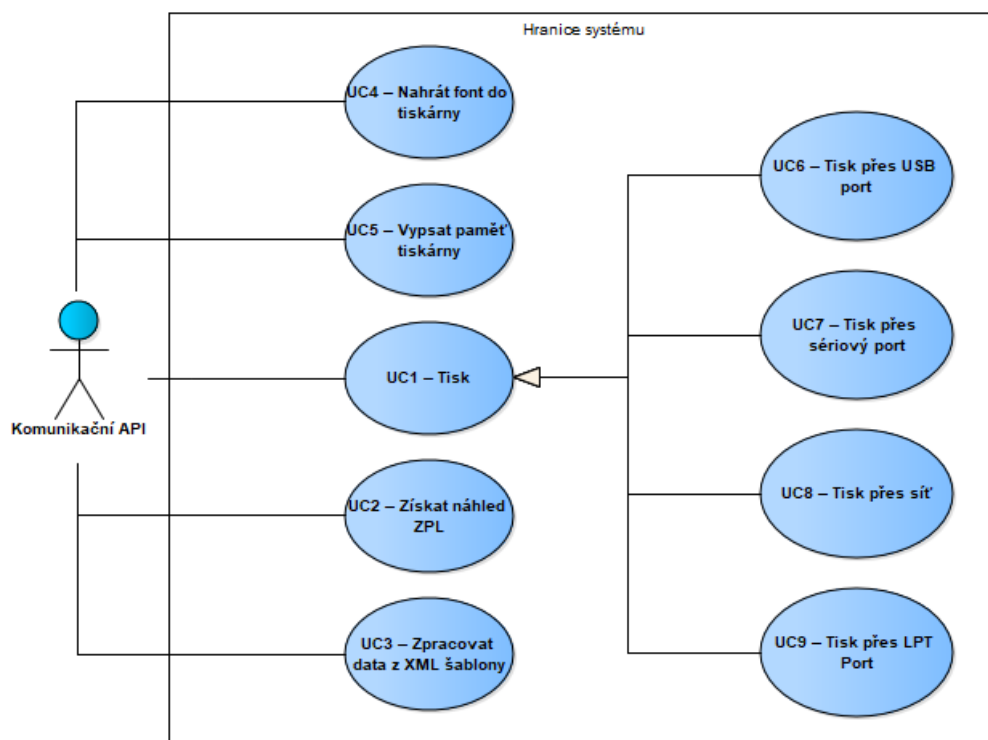 Hranice systému
UC4 – Nahrát font do
tiskárny
UC5 – Vypsat paměť
tiskárny
UC1 – Tisk
Komunikační API
UC2 – Získat náhled
ZPL
UC3 – Zpracovat
data z XML šablony
UC6 – Tisk přes USB
port
UC7 – Tisk přes
sériový port
UC8 – Tisk přes síť
UC9 – Tisk přes LPT
Port